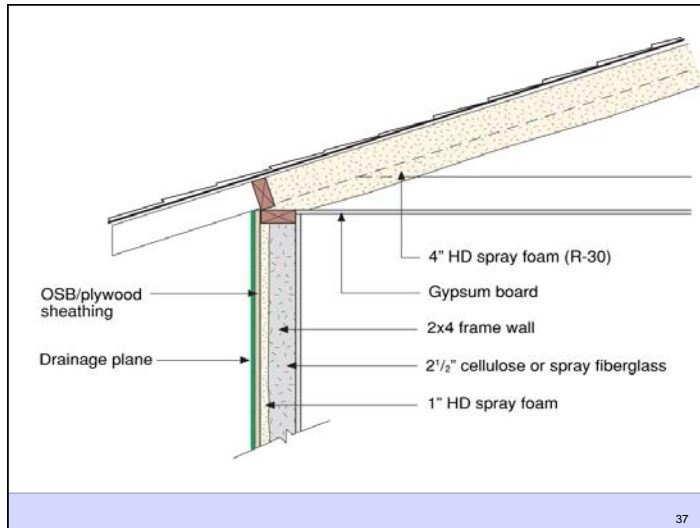 4” HD spray foam (R-30)
OSB/plywood
sheathing
Gypsum board
2x4 frame wall
Drainage plane
2¹/₂” cellulose or spray fiberglass
1” HD spray foam
37